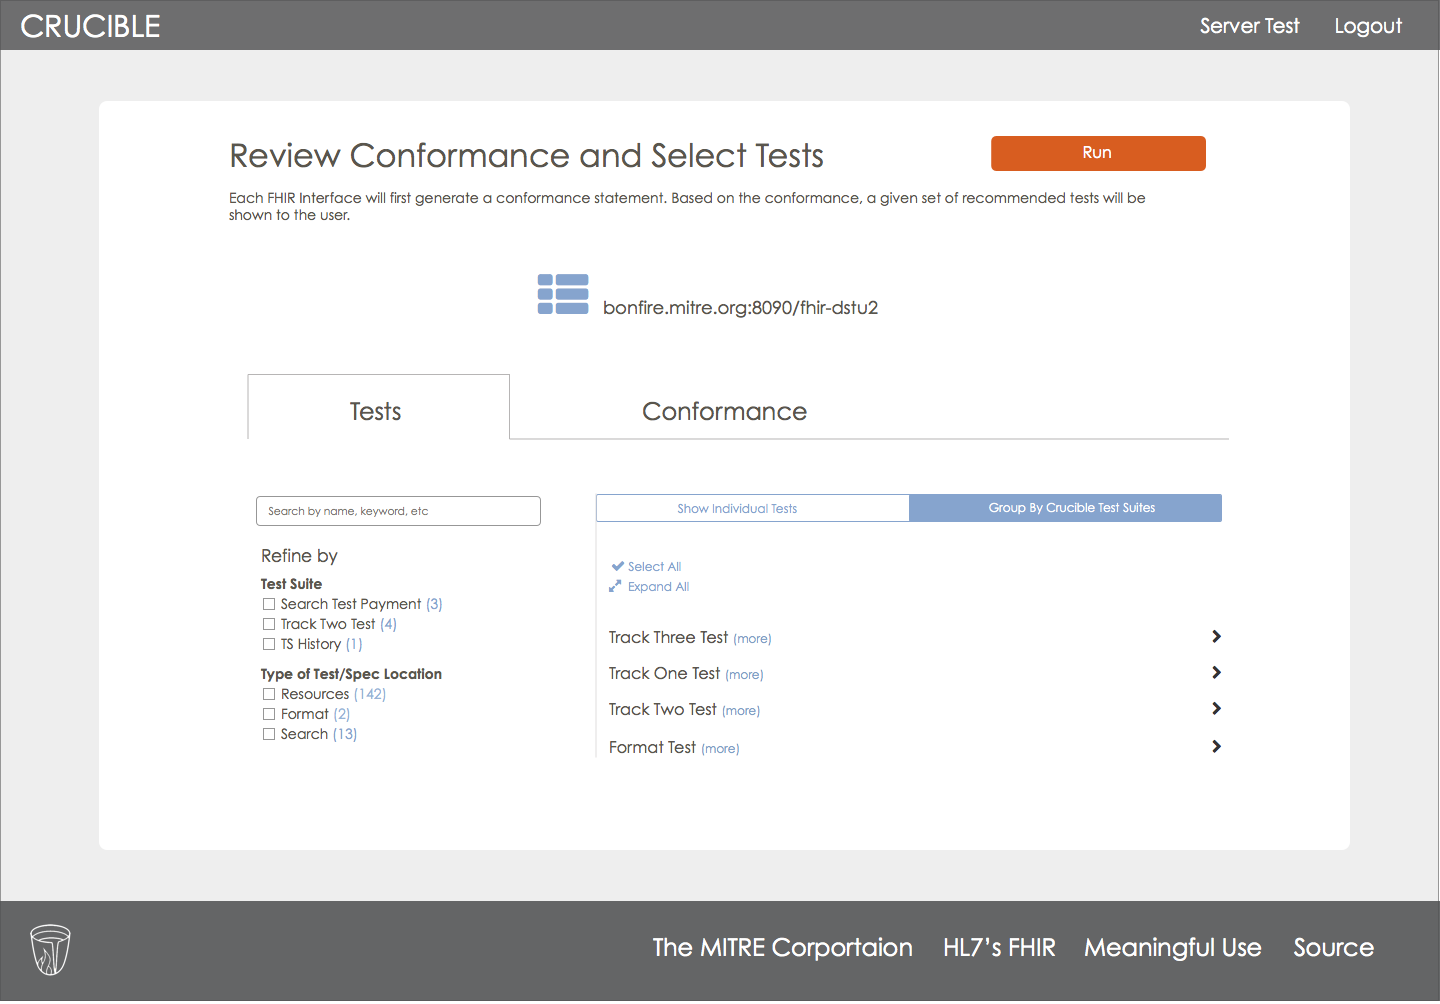 CRUCIBLE
Server Test
Logout
Review Conformance and Select Tests
Run
Each FHIR Interface will first generate a conformance statement. Based on the conformance, a given set of recommended tests will be
shown to the user.
bonfire.mitre.org:8090/fhir-dstu2
Tests
Conformance
Search by name, keyword, etc
Refine by
Test Suite
Search Test Payment (3)
Track Two Test (4)
TS History (1)
Type of Test/Spec Location
Resources (142)
Format (2)
Search (13)
Show Individual Tests
Group By Crucible Test Suites
Select All
Expand All
Track Three Test (more)
Track One Test (more)
Track Two Test (more)
Format Test (more)
The MITRE Corportaion
HL7’s FHIR
Meaningful Use
Source